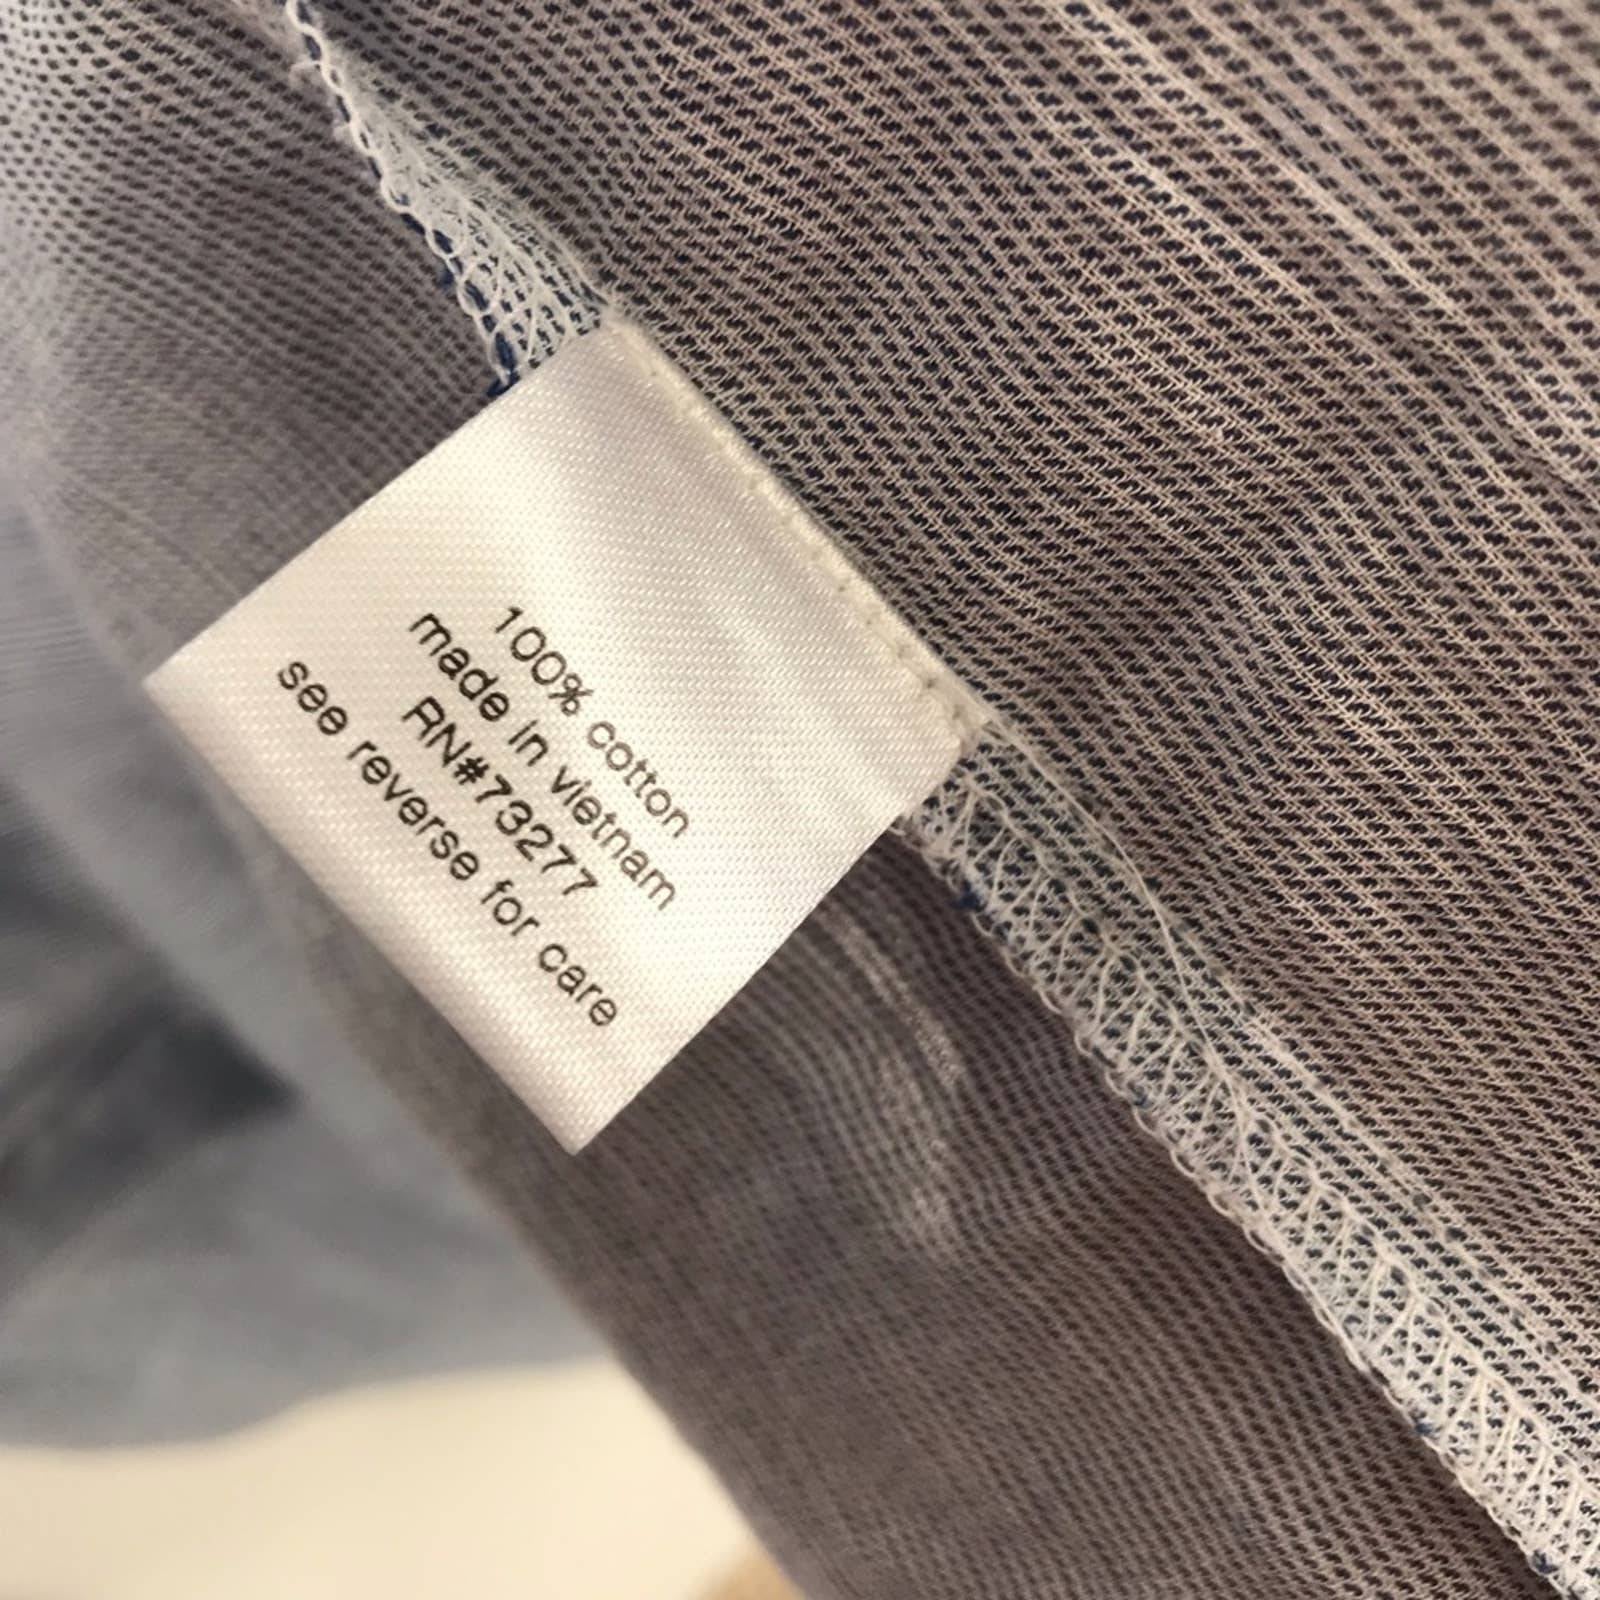 100% cotton
made in vietnam
RN#73277
see reverse for care